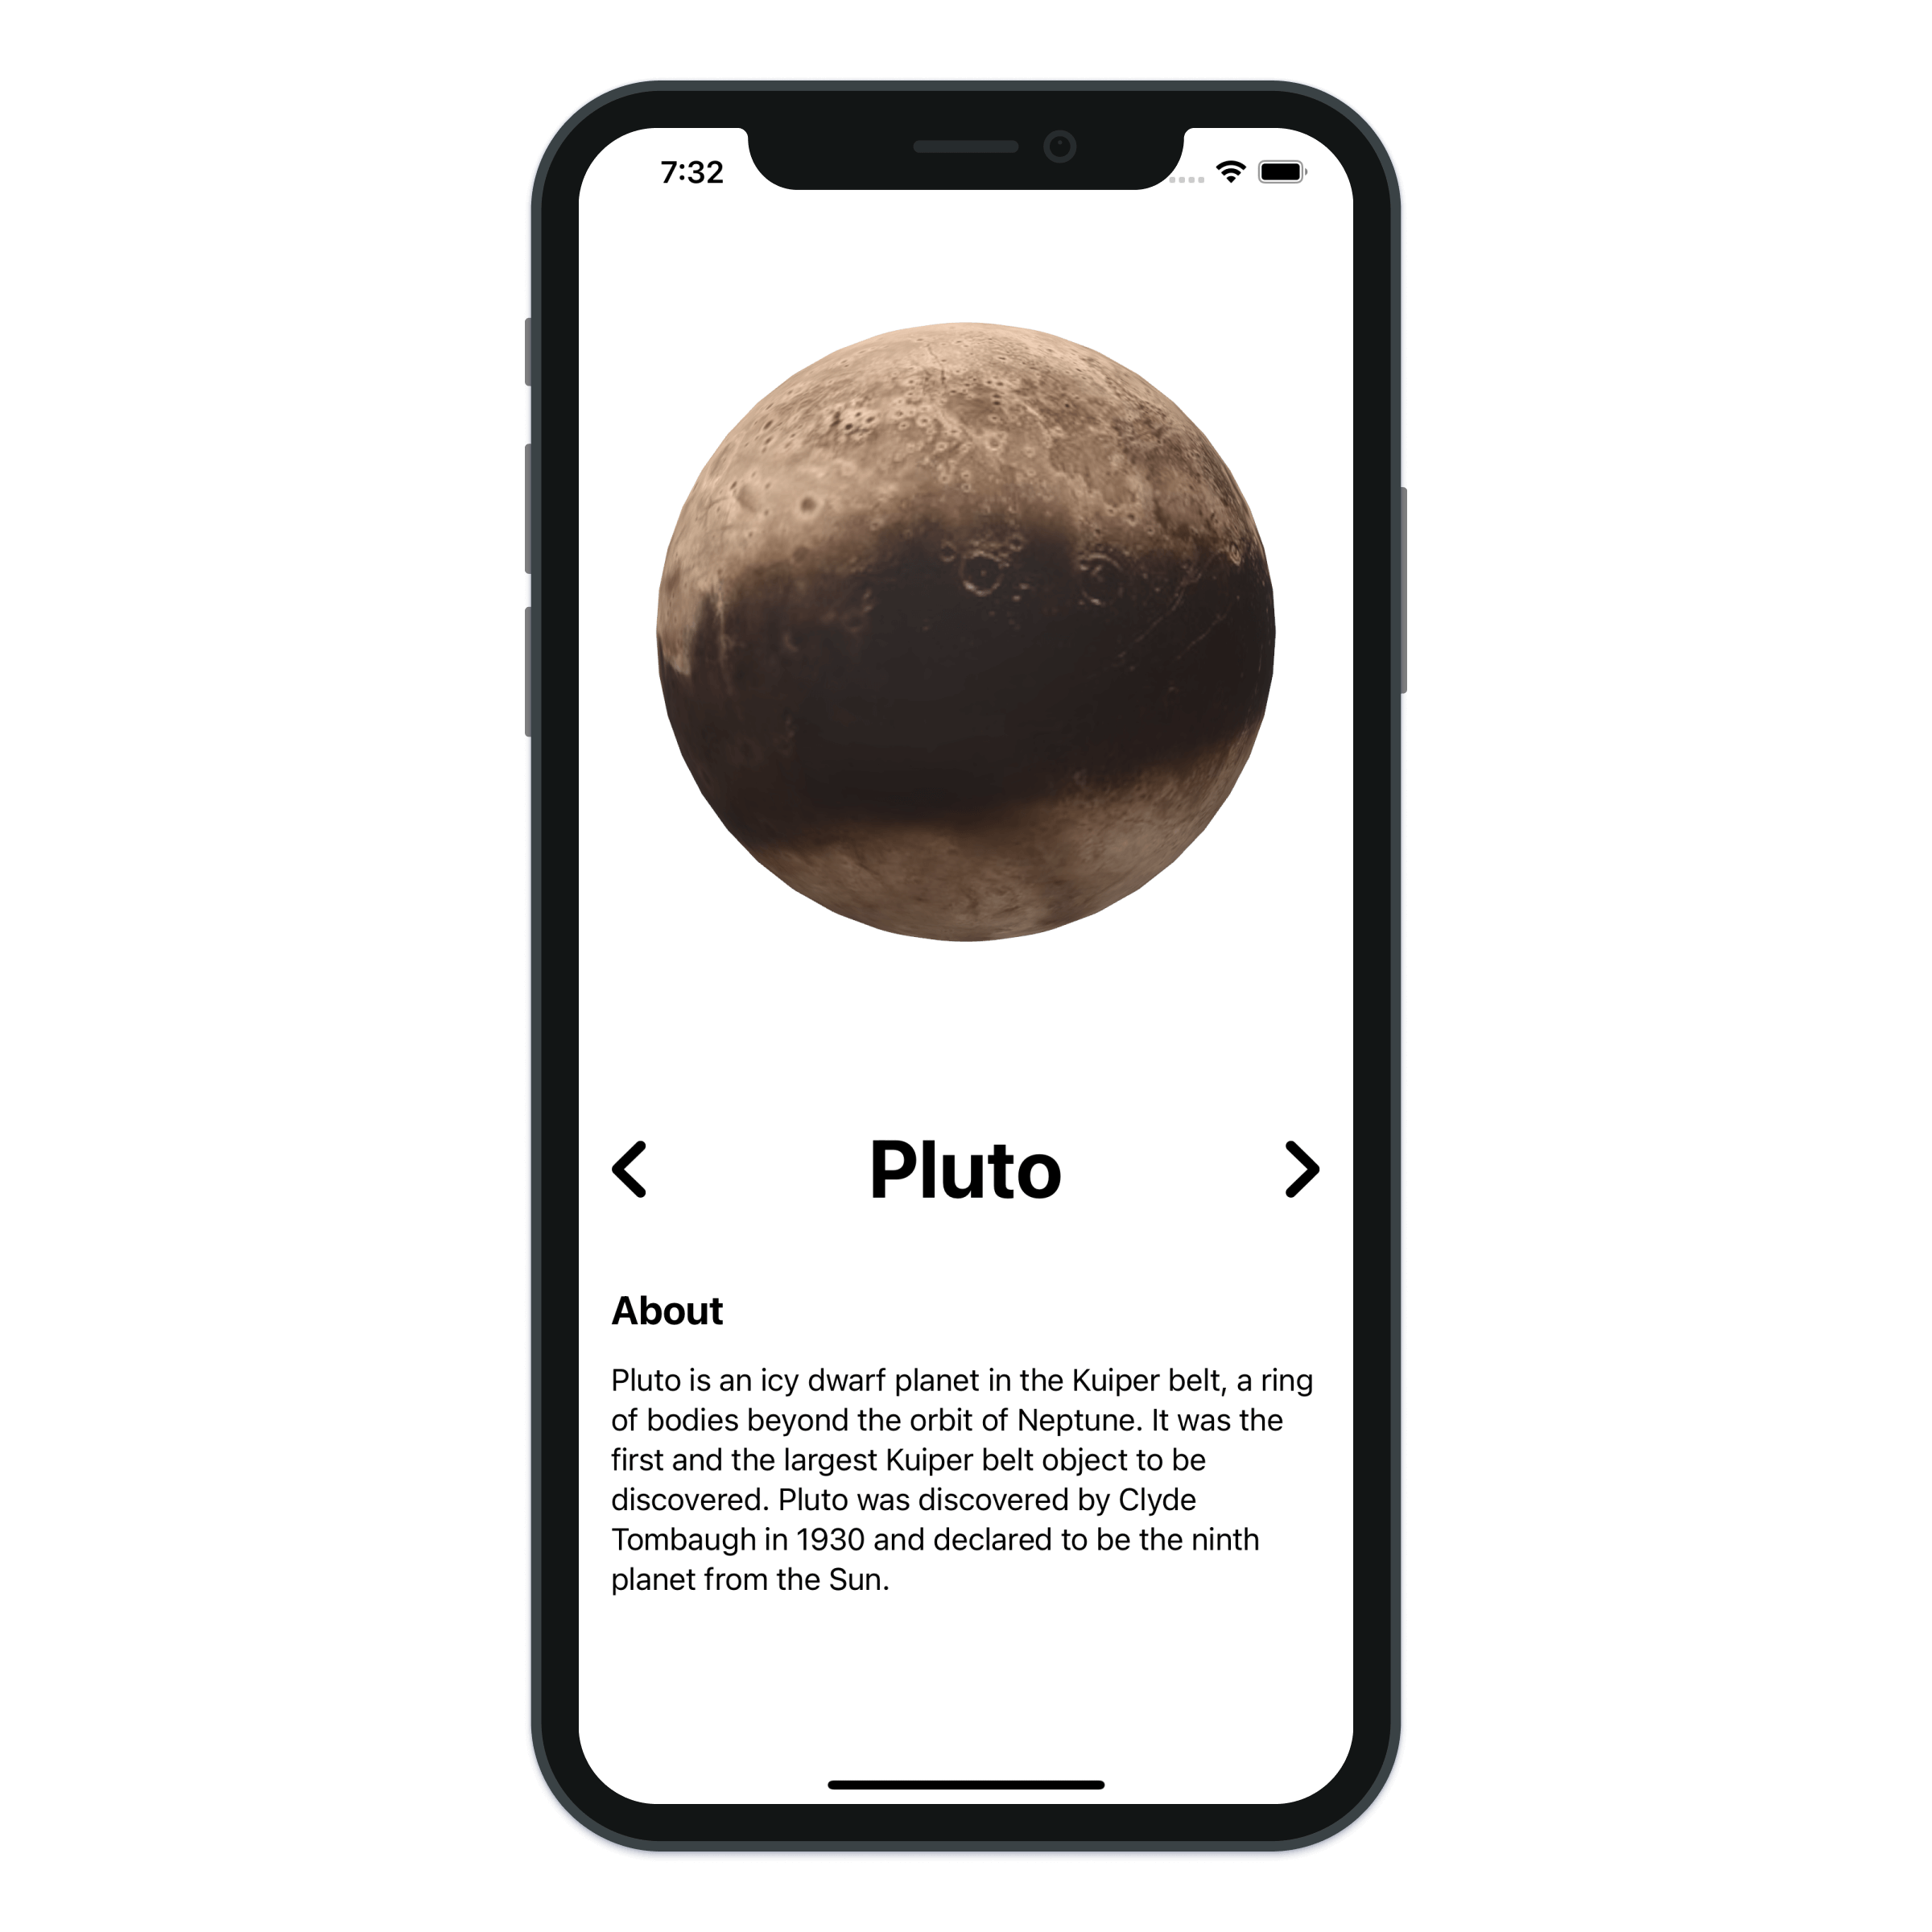 7:32
Pluto
About
Pluto is an icy dwarf planet in the Kuiper belt, a ring
of bodies beyond the orbit of Neptune. It was the
first and the largest Kuiper belt object to be
discovered. Pluto was discovered by Clyde
Tombaugh in 1930 and declared to be the ninth
planet from the Sun.